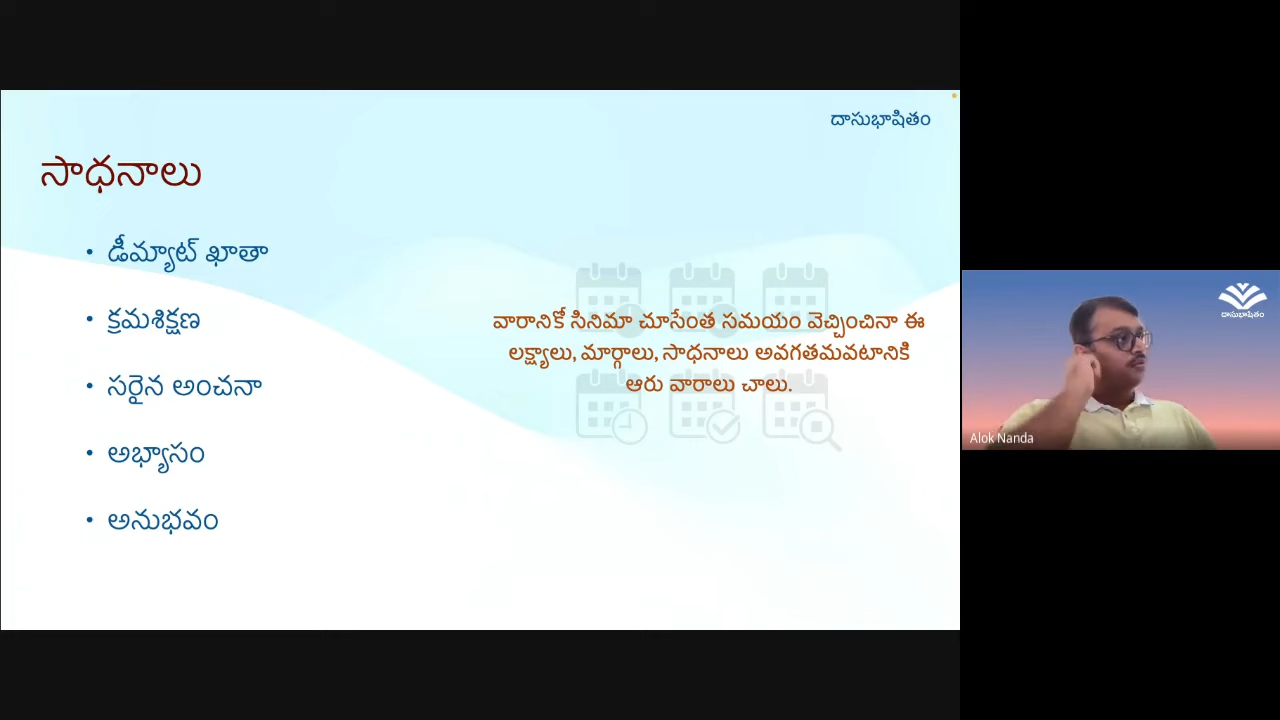 దాసుభాషితం
సాధనాలు
• డీమ్యాట్ ఖాతా
• క్రమశిక్షణ
• సరైన అంచనా
• అభ్యాసం
• అనుభవం
వారానికో సినిమా చూసేంత సమయం వెచ్చించినా ఈ
లక్ష్యాలు, మార్గాలు, సాధనాలు అవగతమవటానికి
ఆరు వారాలు చాలు.
దాసుభాషితం
Alok Nanda